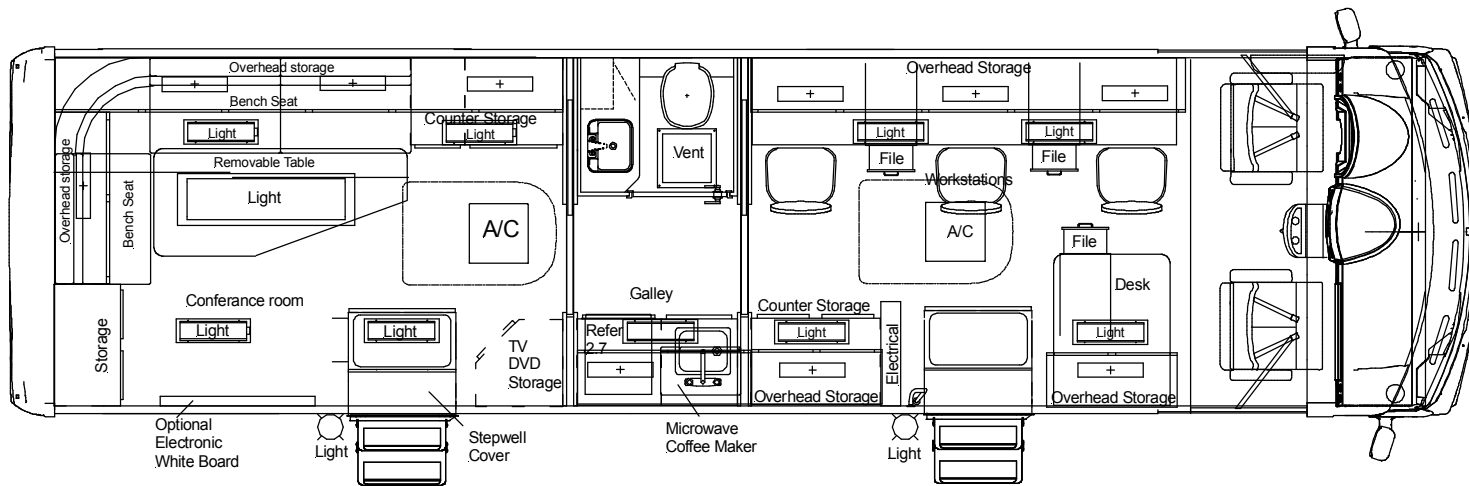 Overhead storage
Bench Seat
Light
Counter Storage
Light
Removable Table
Light
Overhead storage
Bench Seat
A/C
Conferance room
Light
Light
Storage
TV
DVD
Storage
Optional
Electronic
White Board
Light
Stepwell
Cover
Vent
Galley
Refer
2.7
Microwave
Coffee Maker
Overhead Storage
Light
Light
File
File
Workstations
A/C
File
Desk
Counter Storage
Light
Electrical
Light
Overhead Storage
Overhead Storage
Light